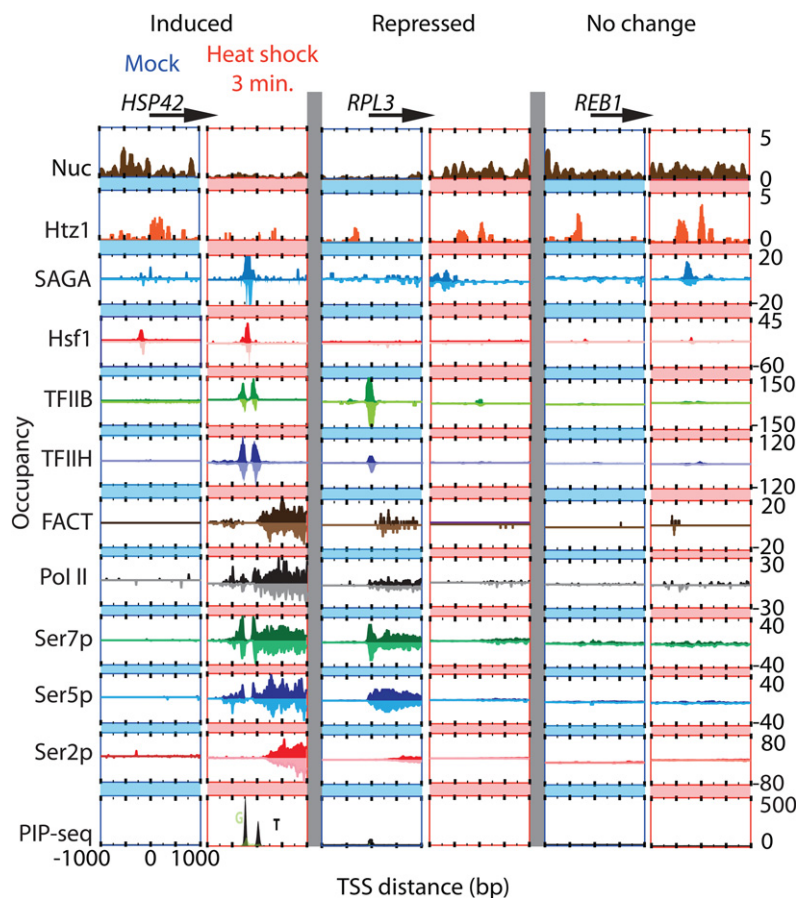 Induced Repressed No change
Mock Heat shock
3 min.
HSP42 RPL3 REB1
Nuc 5
0
Htz1 5
0
SAGA 20
-20
Hsf1 45
-60
TFIIB 150
-150
TFIIH 120
-120
FACT 20
-20
Pol II 30
-30
Ser7p 40
-40
Ser5p 40
-40
Ser2p 80
-80
PIP-seq G T 500
0
-1000 0 1000
Occupancy
TSS distance (bp)